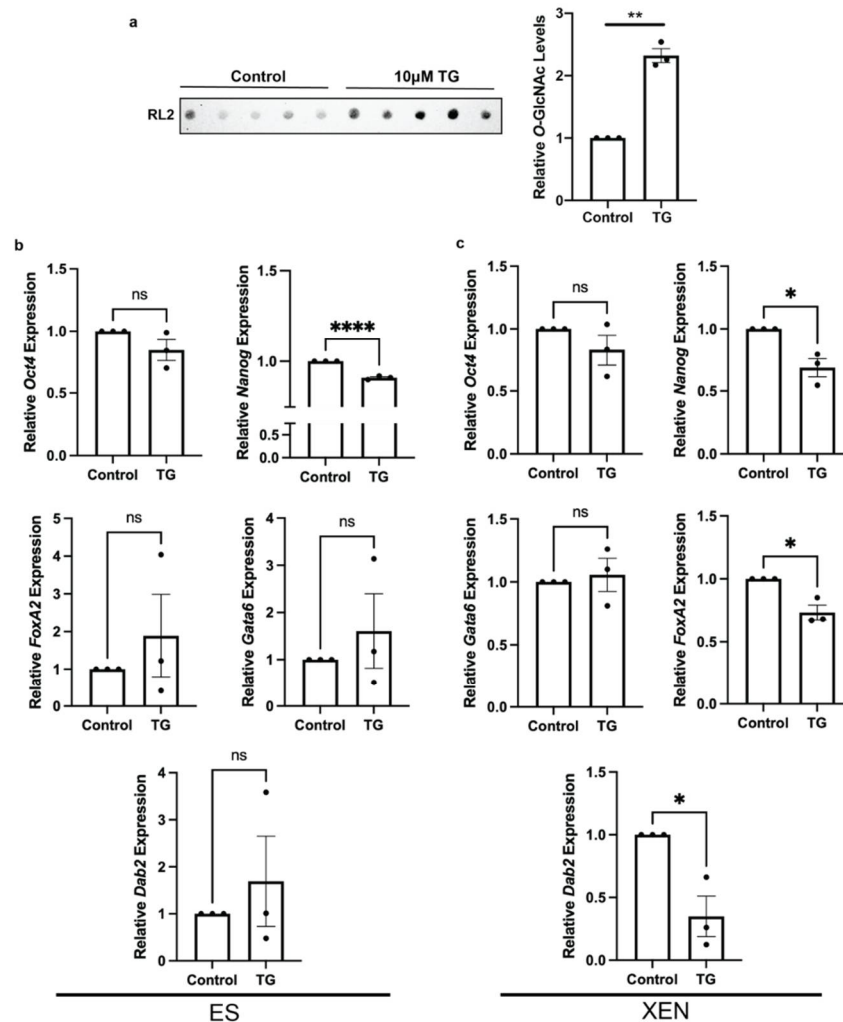 a
Control
10μM TG
RL2
Relative O-GlcNAc Levels
3
2
1
0
**
Control
TG
b
Relative Oct4 Expression
1.5
1.0
0.5
0.0
ns
Control
TG
Relative Nanog Expression
1.5
1.0
0.5
0.0
****
Control
TG
Relative FoxA2 Expression
5
4
3
2
1
0
ns
Control
TG
Relative Gata6 Expression
4
3
2
1
0
ns
Control
TG
Relative Dab2 Expression
4
3
2
1
0
ns
Control
TG
ES
c
Relative Oct4 Expression
1.5
1.0
0.5
0.0
ns
Control
TG
Relative Nanog Expression
1.5
1.0
0.5
0.0
*
Control
TG
Relative Gata6 Expression
1.5
1.0
0.5
0.0
ns
Control
TG
Relative FoxA2 Expression
1.5
1.0
0.5
0.0
*
Control
TG
Relative Dab2 Expression
1.5
1.0
0.5
0.0
*
Control
TG
XEN